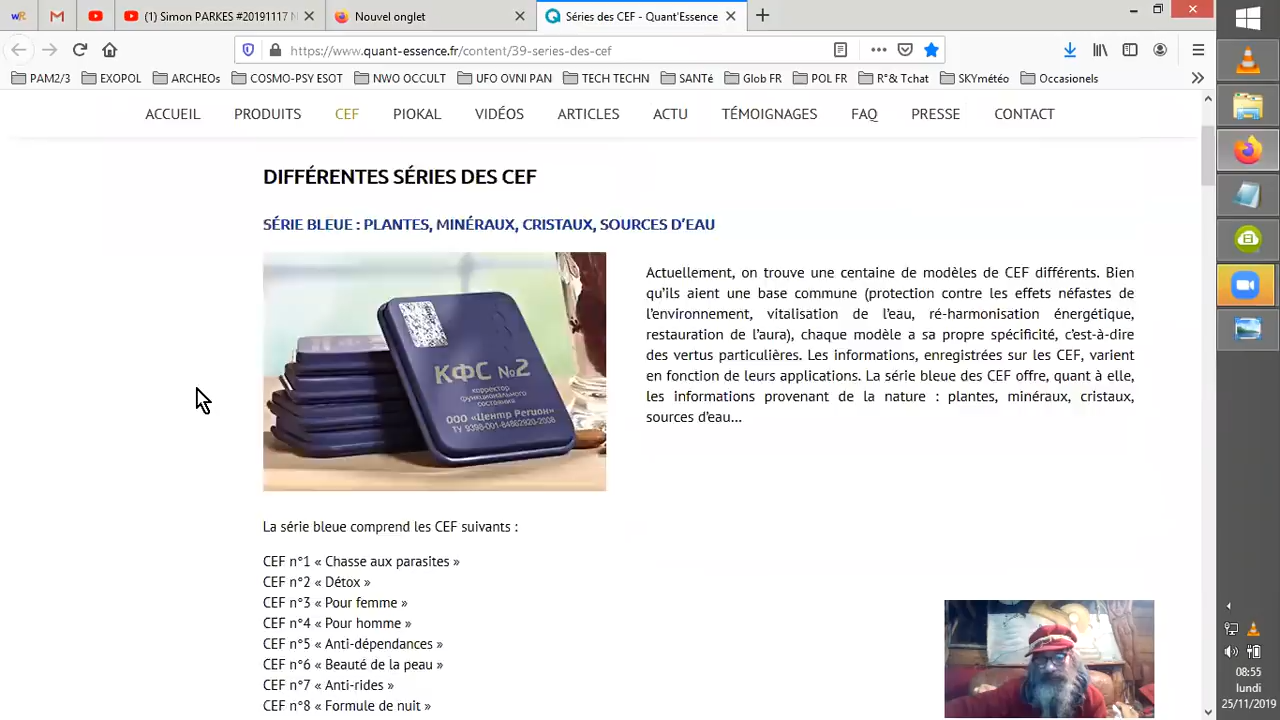 (1) Simon PARKES #20191117 N
Nouvel onglet
Séries des CEF - Quant'Essence
https://www.quant-essence.fr/content/39-series-des-cef
PAM2/3 EXOPOL ARCHEOs COSMO-PSY ESOT NWO OCCULT UFO OVNI PAN TECH TECHN SANTé Glob FR POL FR R°& Tchat SKYmétéo Occasionels
ACCUEIL PRODUITS CEF PIOKAL VIDÉOS ARTICLES ACTU TÉMOIGNAGES FAQ PRESSE CONTACT
DIFFÉRENTES SÉRIES DES CEF
SÉRIE BLEUE : PLANTES, MINÉRAUX, CRISTAUX, SOURCES D’EAU
КФС №2
корректор
функционального
состояния
ООО «Центр Регион»
ТУ 9398-001-84862920-2008
Actuellement, on trouve une centaine de modèles de CEF différents. Bien
qu’ils aient une base commune (protection contre les effets néfastes de
l’environnement, vitalisation de l’eau, ré-harmonisation énergétique,
restauration de l’aura), chaque modèle a sa propre spécificité, c’est-à-dire
des vertus particulières. Les informations, enregistrées sur les CEF, varient
en fonction de leurs applications. La série bleue des CEF offre, quant à elle,
les informations provenant de la nature : plantes, minéraux, cristaux,
sources d’eau...
La série bleue comprend les CEF suivants :
CEF n°1 « Chasse aux parasites »
CEF n°2 « Détox »
CEF n°3 « Pour femme »
CEF n°4 « Pour homme »
CEF n°5 « Anti-dépendances »
CEF n°6 « Beauté de la peau »
CEF n°7 « Anti-rides »
CEF n°8 « Formule de nuit »
08:55
lundi
25/11/2019